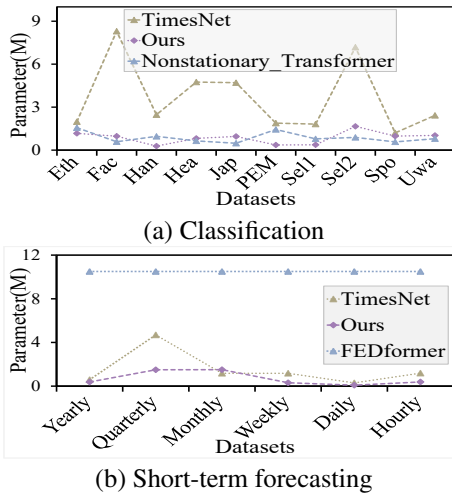 9
6
3
0
Parameter(M)
TimesNet
Ours
Nonstationary_Transformer
Eth Fac Han Hea Jap PEM Sel1 Sel2 Spo Uwa
Datasets
(a) Classification
12
8
4
0
Parameter(M)
TimesNet
Ours
FEDformer
Yearly Quarterly Monthly Weekly Daily Hourly
Datasets
(b) Short-term forecasting